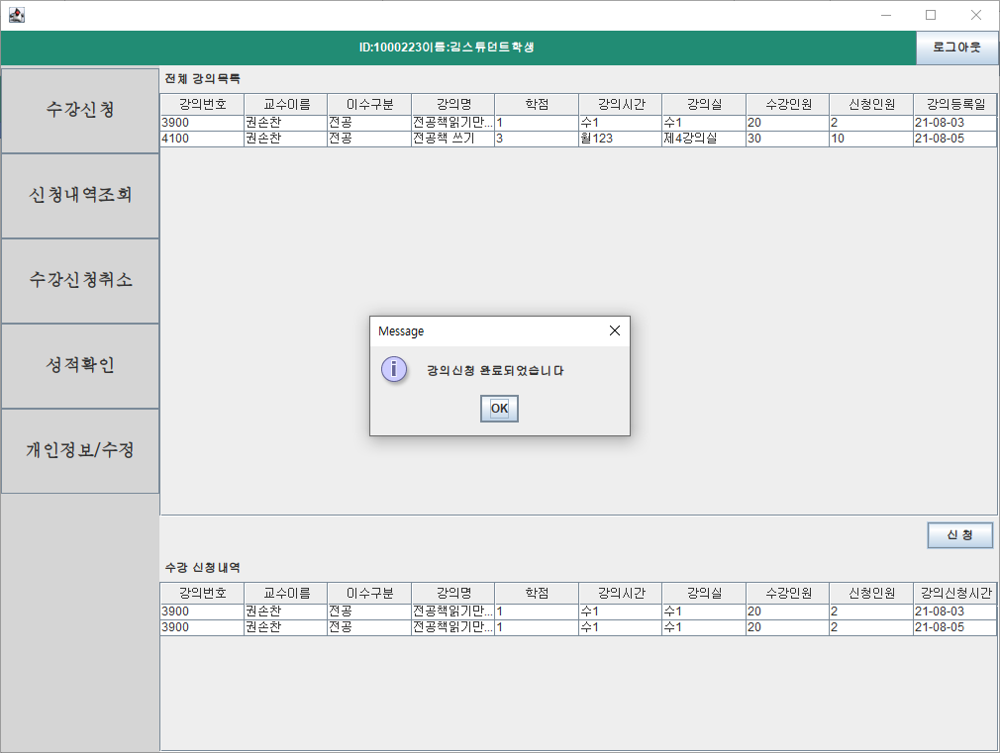 ID:1000223이름:김스튜던트학생
로그아웃
수강신청
신청내역조회
수강신청취소
성적확인
개인정보/수정
전체 강의목록
강의번호 교수이름 이수구분 강의명 학점 강의시간 강의실 수강인원 신청인원 강의등록일
3900 권손찬 전공 전공책읽기만... 1 수1 수1 20 2 21-08-03
4100 권손찬 전공 전공책 쓰기 3 월123 제4강의실 30 10 21-08-05
Message
강의신청 완료되었습니다
OK
신 청
수강 신청내역
강의번호 교수이름 이수구분 강의명 학점 강의시간 강의실 수강인원 신청인원 강의신청시간
3900 권손찬 전공 전공책읽기만... 1 수1 수1 20 2 21-08-03
3900 권손찬 전공 전공책읽기만... 1 수1 수1 20 2 21-08-05